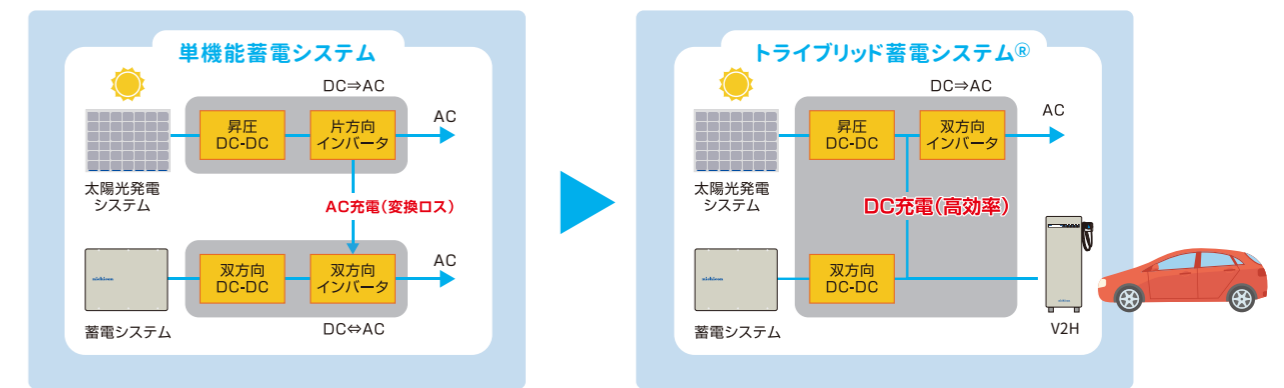 単機能蓄電システム
DC⇒AC
昇圧
DC-DC
片方向
インバータ
AC
太陽光発電
システム
AC充電(変換ロス)
双方向
DC-DC
双方向
インバータ
AC
蓄電システム
DC⇔AC
トライブリッド蓄電システム®
DC⇒AC
昇圧
DC-DC
双方向
インバータ
AC
太陽光発電
システム
DC充電(高効率)
双方向
DC-DC
蓄電システム
V2H